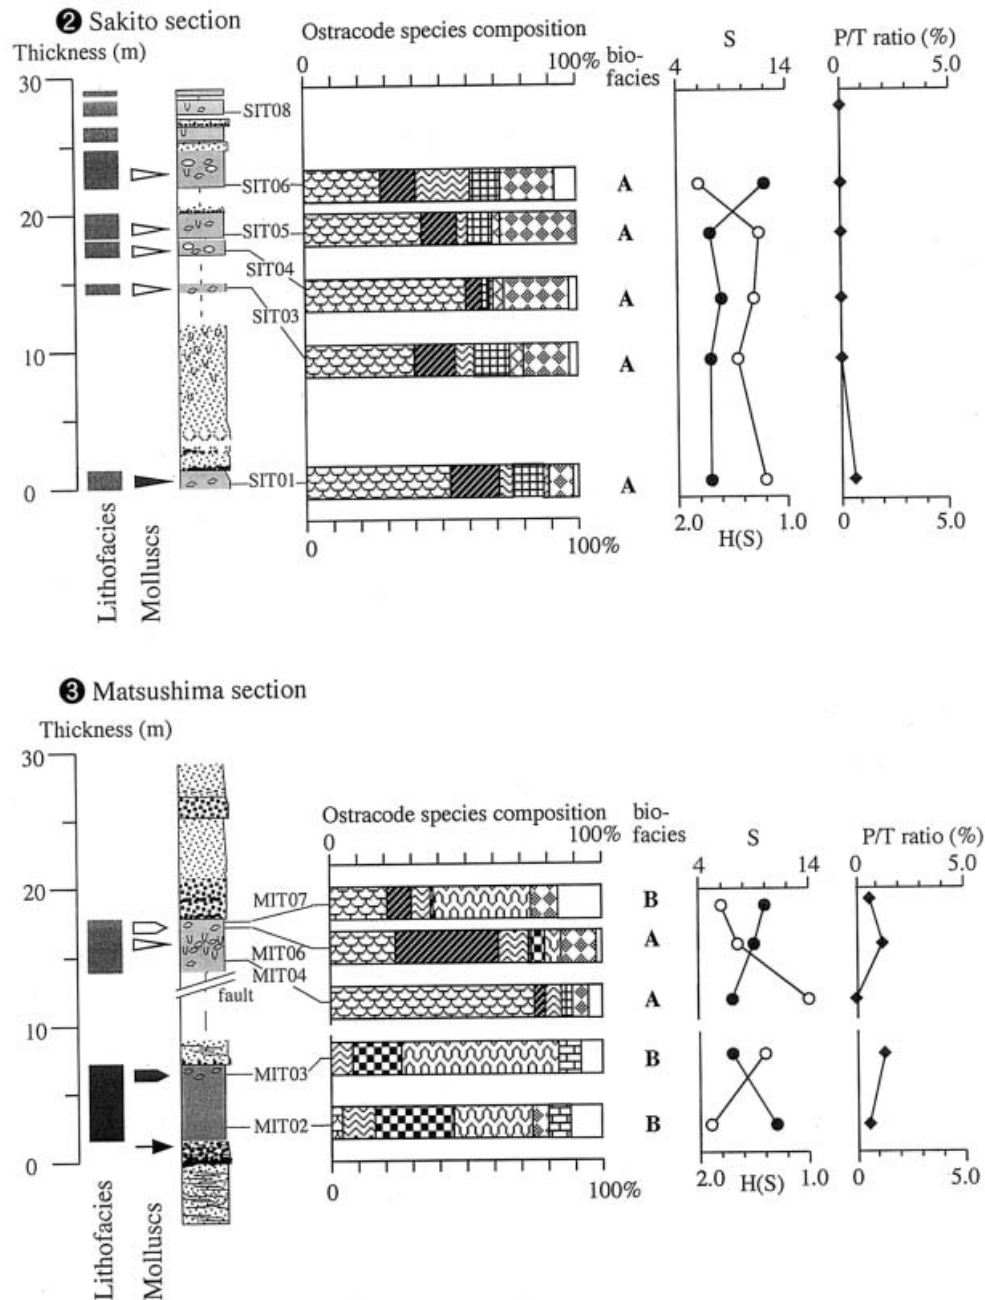 ❷ Sakito section
Thickness (m)
Ostracode species composition
0 100%
bio-
facies
S
4 14
P/T ratio (%)
0 5.0
30
SIT08
SIT06
A
20
SIT05
A
SIT04
A
SIT03
10
A
SIT01
A
0
0 100%
2.0 1.0
H(S)
0 5.0
Lithofacies
Molluscs
❸ Matsushima section
Thickness (m)
30
Ostracode species composition
0 100%
bio-
facies
S
4 14
P/T ratio (%)
0 5.0
20
MIT07
B
MIT06
A
MIT04
fault
A
10
MIT03
B
MIT02
B
0
0 100%
2.0 H(S) 1.0
0 5.0
Lithofacies
Molluscs